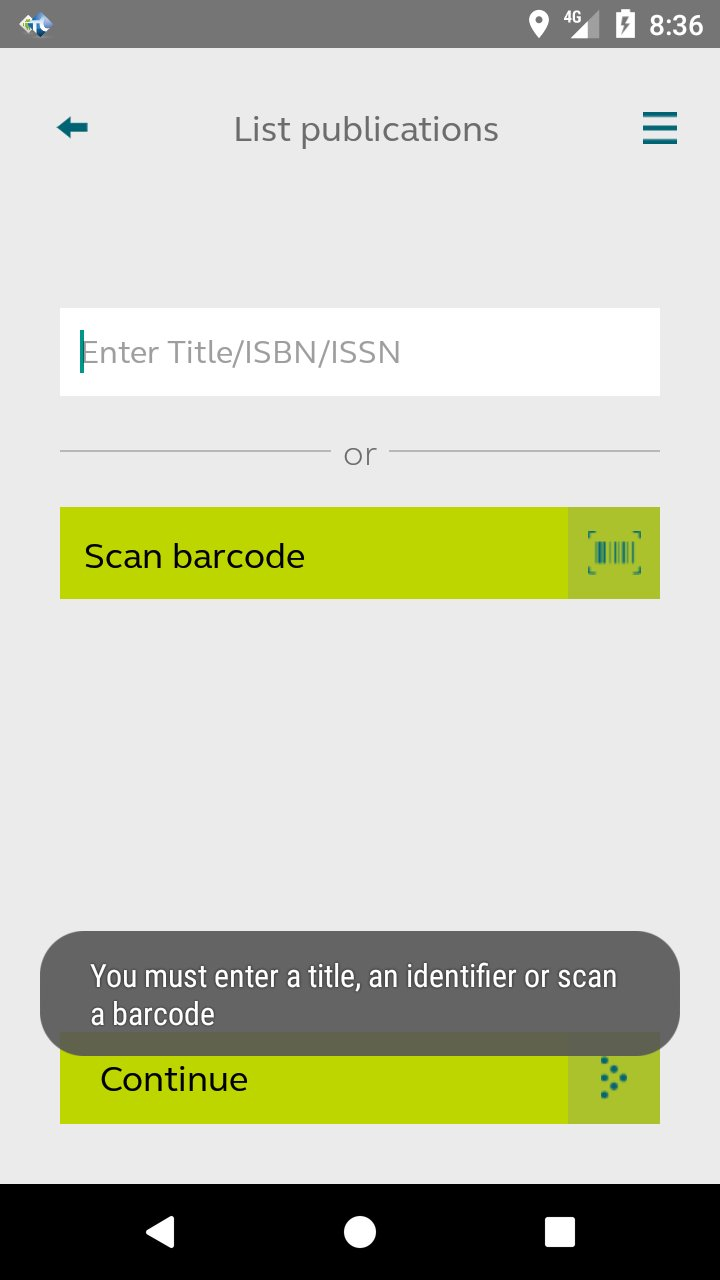 4G 8:36
List publications
Enter Title/ISBN/ISSN
or
Scan barcode
You must enter a title, an identifier or scan
a barcode
Continue